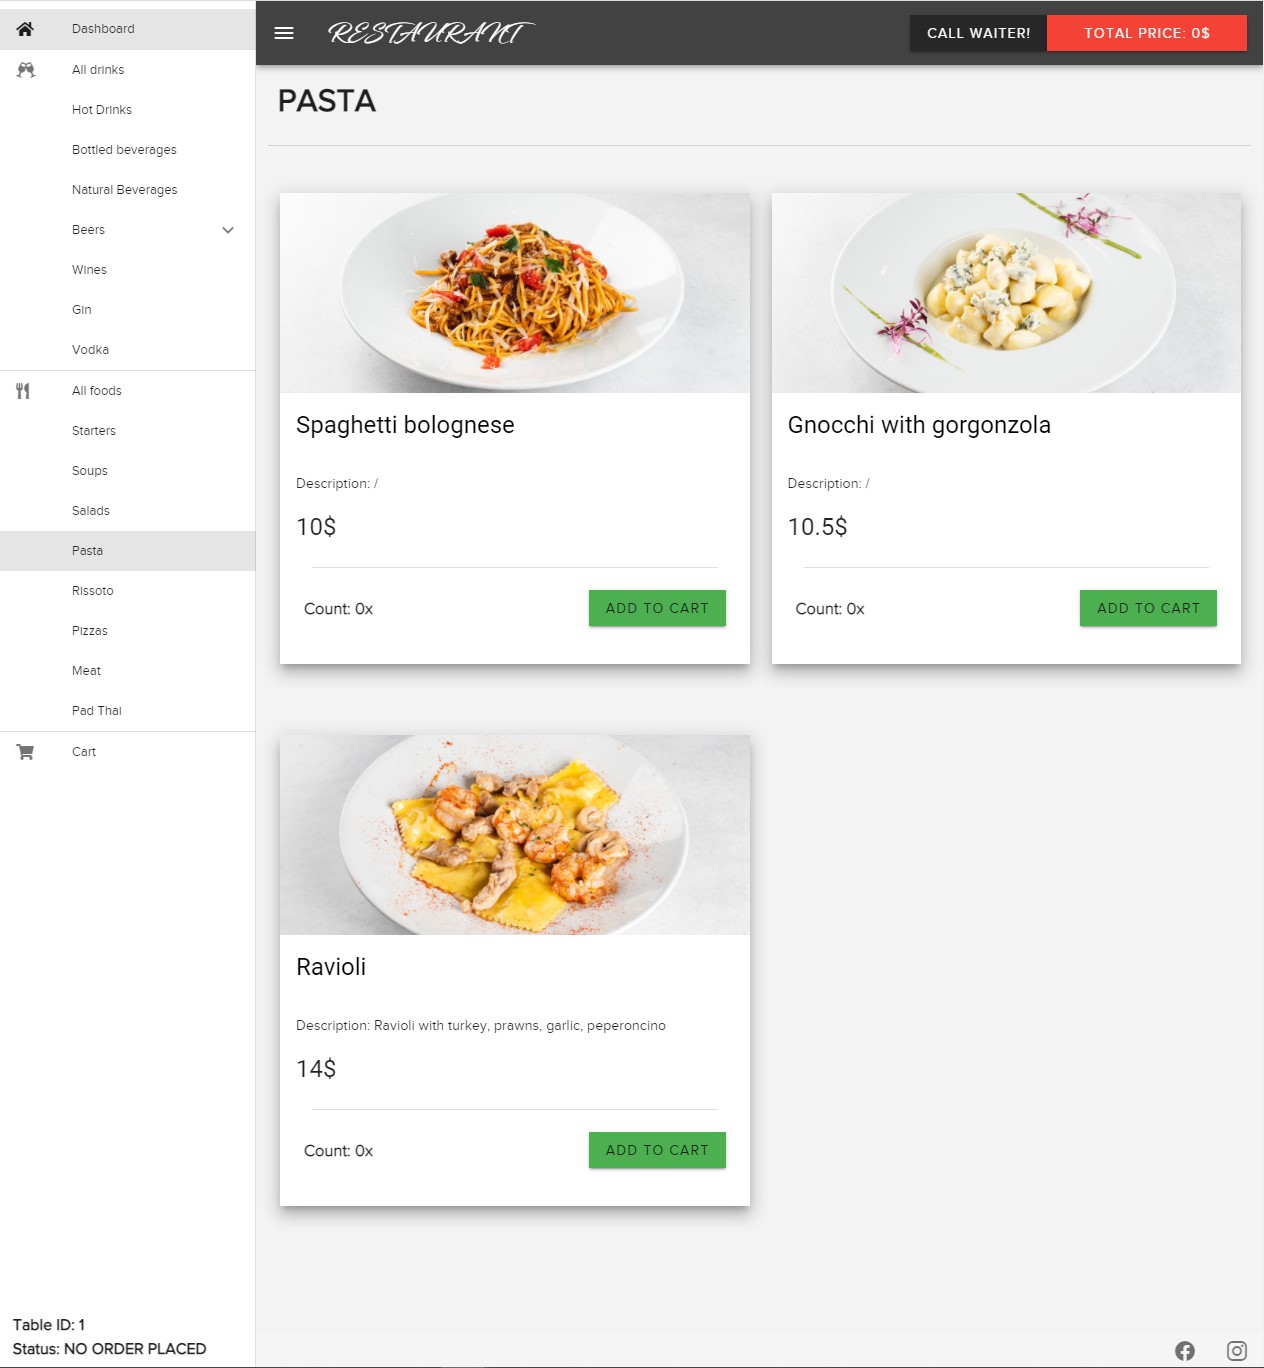 Dashboard
All drinks
Hot Drinks
Bottled beverages
Natural Beverages
Beers
Wines
Gin
Vodka
All foods
Starters
Soups
Salads
Pasta
Rissoto
Pizzas
Meat
Pad Thai
Cart
Table ID: 1
Status: NO ORDER PLACED
RESTAURANT
CALL WAITER!
TOTAL PRICE: 0$
PASTA
Spaghetti bolognese
Description: /
10$
Count: 0x
ADD TO CART
Gnocchi with gorgonzola
Description: /
10.5$
Count: 0x
ADD TO CART
Ravioli
Description: Ravioli with turkey, prawns, garlic, peperoncino
14$
Count: 0x
ADD TO CART